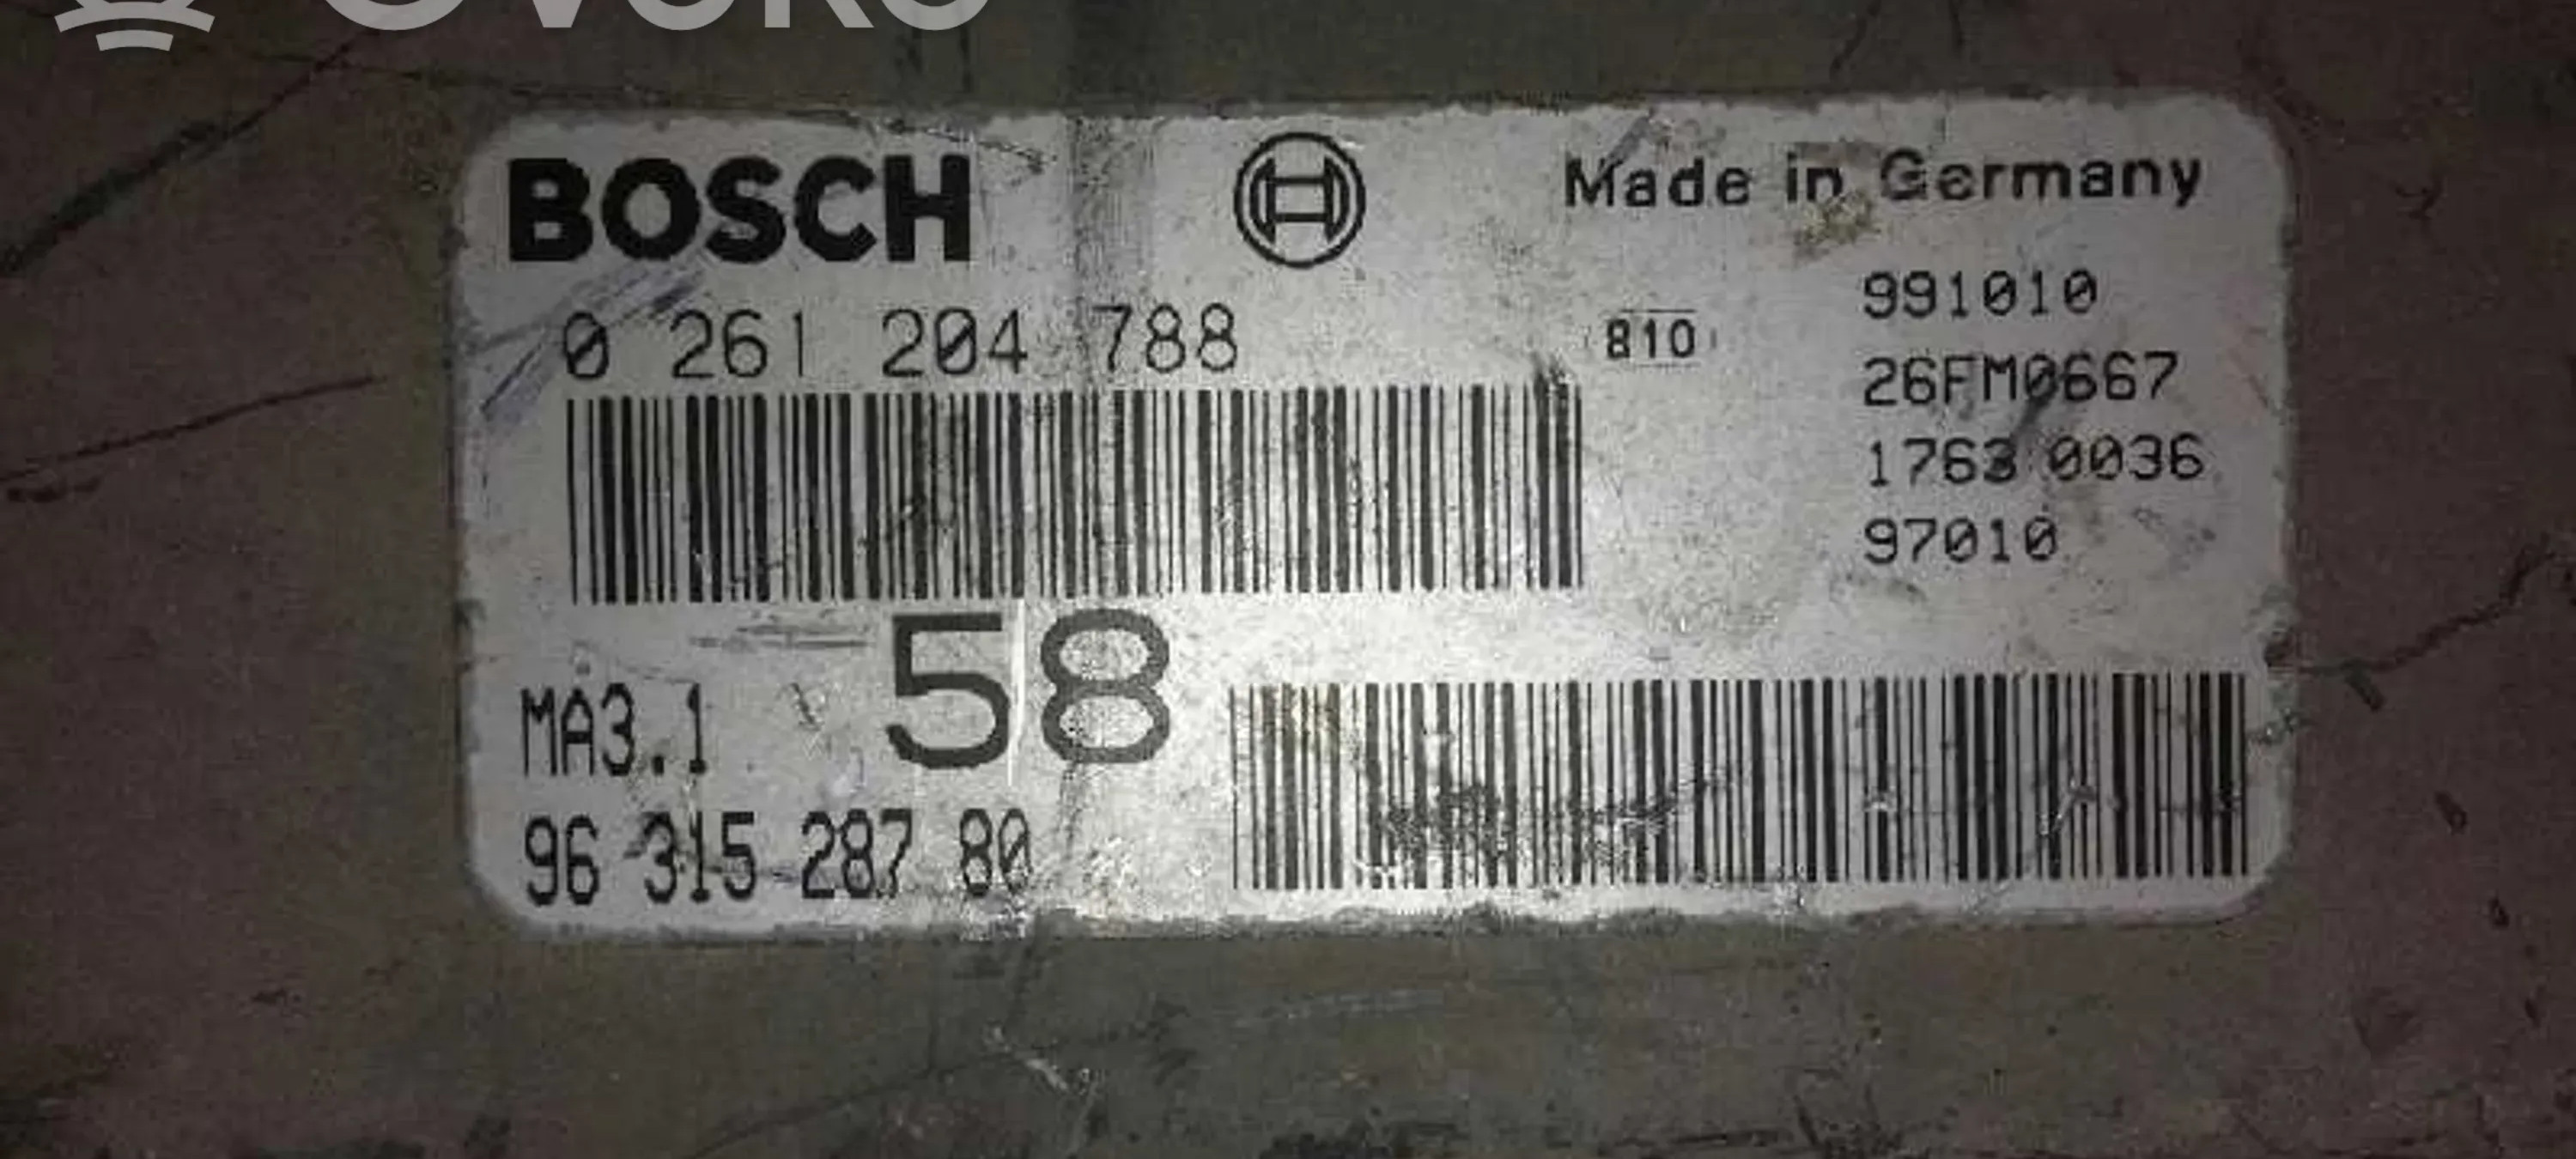 BOSCH
Made in Germany
0 261 204 788
810
991010
26FM0667
1763 0036
97010
58
MA3.1
96 315 287 80